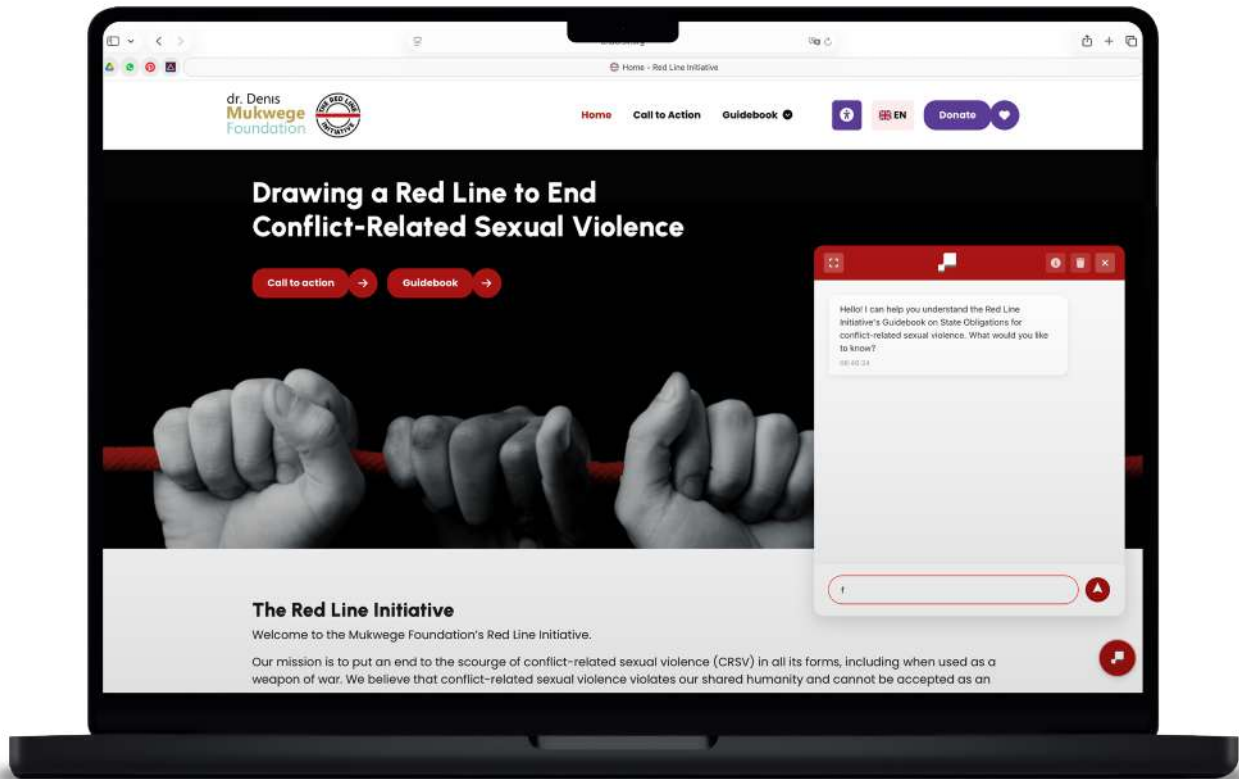 Home - Red Line Initiative
dr. Denis
Mukwege
Foundation
THE RED LINE
INITIATIVE
Home
Call to Action
Guidebook
EN
Donate
Drawing a Red Line to End
Conflict-Related Sexual Violence
Call to action
Guidebook
Hello! I can help you understand the Red Line
Initiative's Guidebook on State Obligations for
conflict-related sexual violence. What would you like
to know?
f
The Red Line Initiative
Welcome to the Mukwege Foundation's Red Line Initiative.
Our mission is to put an end to the scourge of conflict-related sexual violence (CRSV) in all its forms, including when used as a
weapon of war. We believe that conflict-related sexual violence violates our shared humanity and cannot be accepted as an